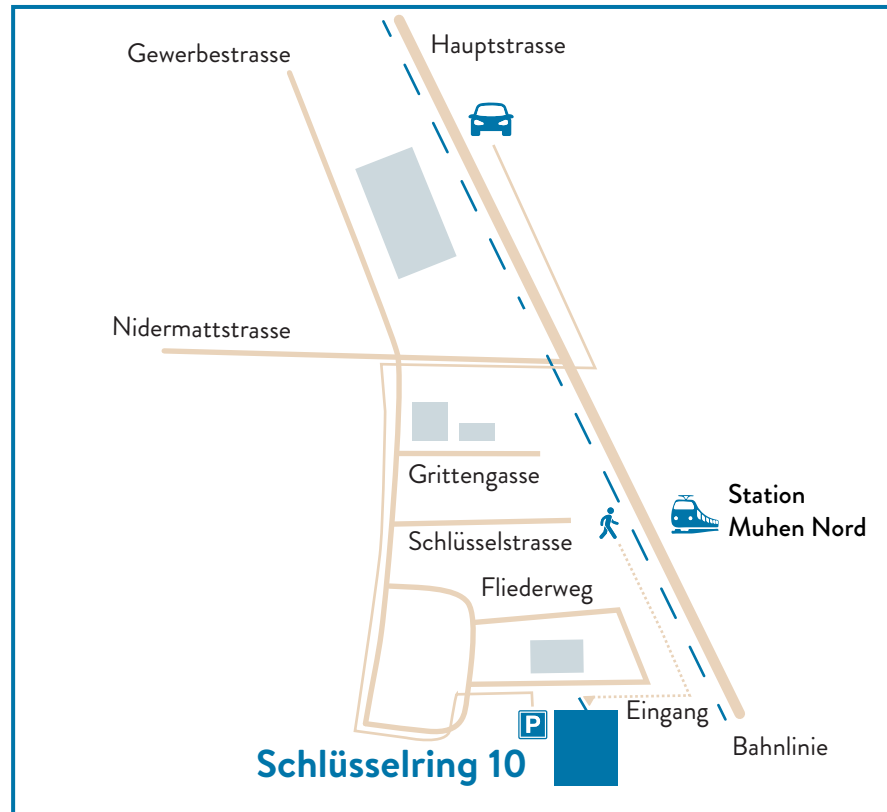 Hauptstrasse
Gewerbestrasse
Nidermattstrasse
Grittengasse
Station
Muhen Nord
Schlüsselstrasse
Fliederweg
P
Eingang
Bahnlinie
Schlüsselring 10